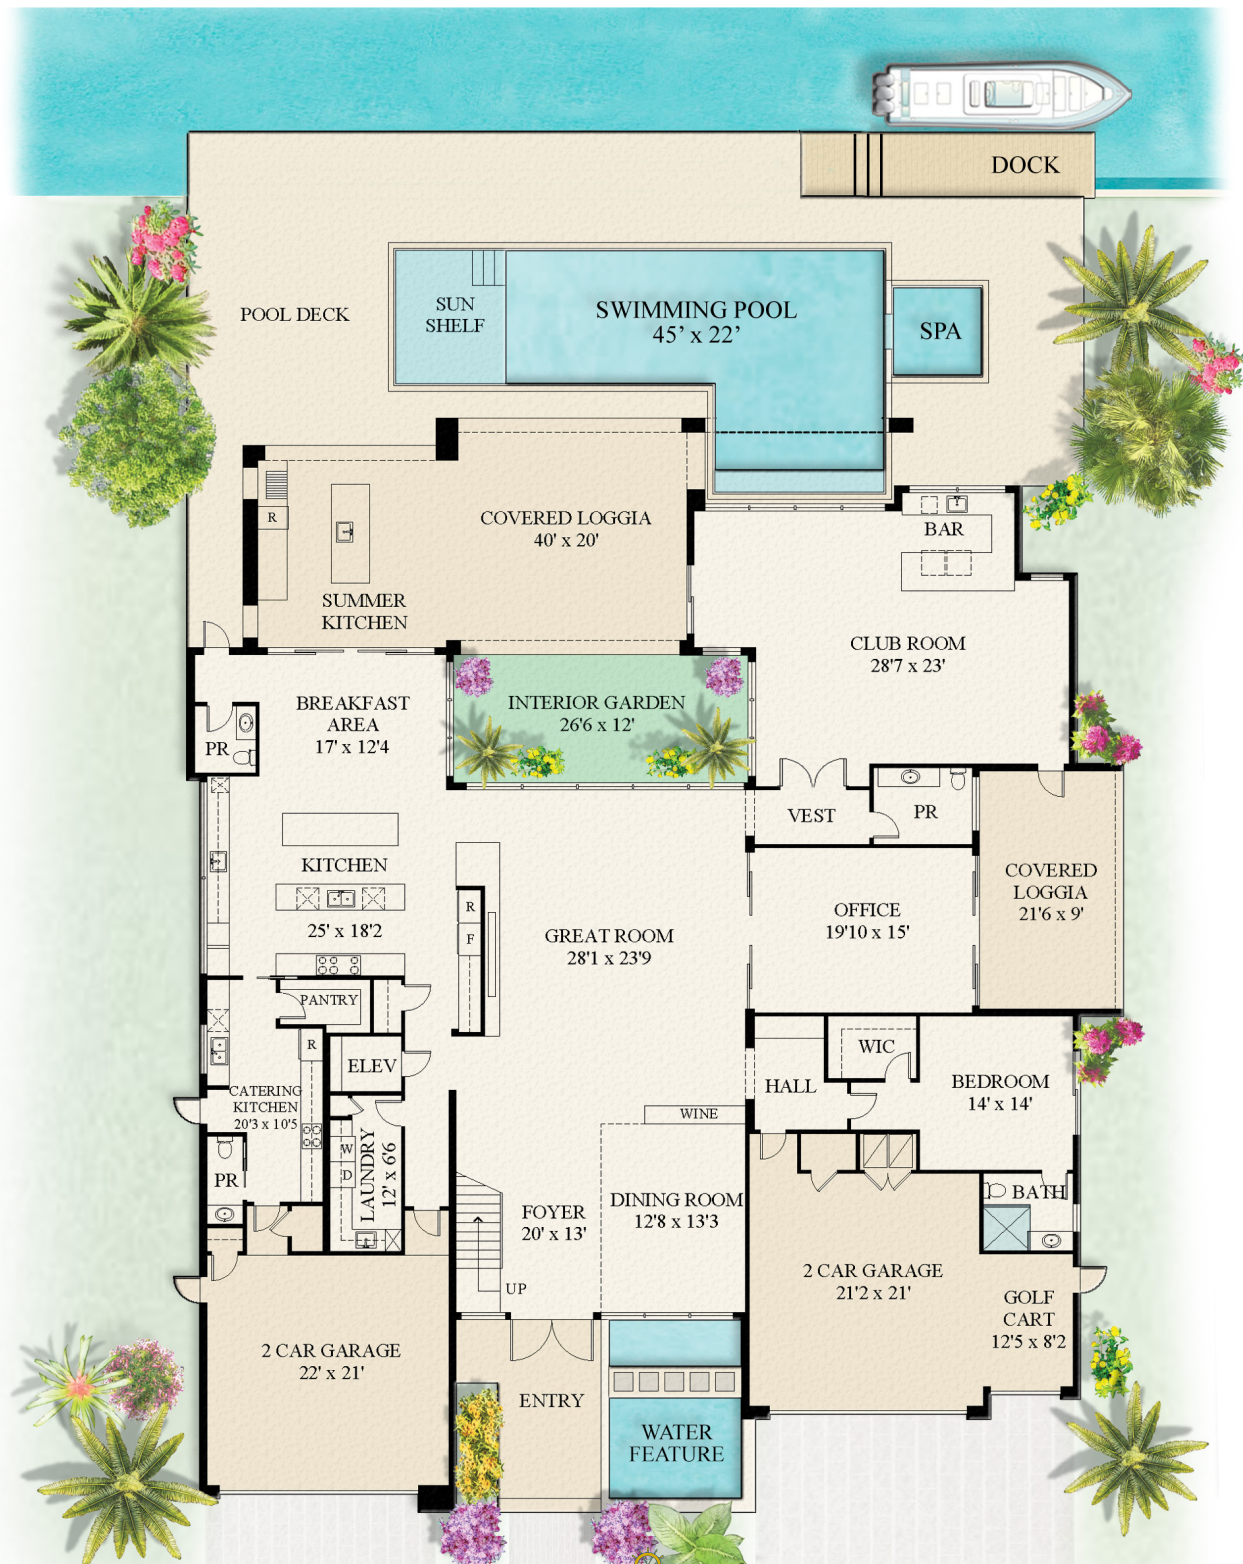 DOCK
POOL DECK
SUN
SHELF
SWIMMING POOL
45’ x 22’
SPA
R
COVERED LOGGIA
40' x 20'
BAR
SUMMER
KITCHEN
CLUB ROOM
28'7 x 23'
BREAKFAST
AREA
17' x 12'4
INTERIOR GARDEN
26'6 x 12'
PR
VEST
PR
KITCHEN
25' x 18'2
R
F
GREAT ROOM
28'1 x 23'9
OFFICE
19'10 x 15'
COVERED
LOGGIA
21'6 x 9'
PANTRY
R
ELEV
WIC
HALL
BEDROOM
14' x 14'
CATERING
KITCHEN
20'3 x 10'5
WINE
W
D
LAUNDRY
12' x 6'6
PR
BATH
FOYER
20' x 13'
DINING ROOM
12'8 x 13'3
UP
2 CAR GARAGE
21'2 x 21'
GOLF
CART
12'5 x 8'2
2 CAR GARAGE
22' x 21'
ENTRY
WATER
FEATURE